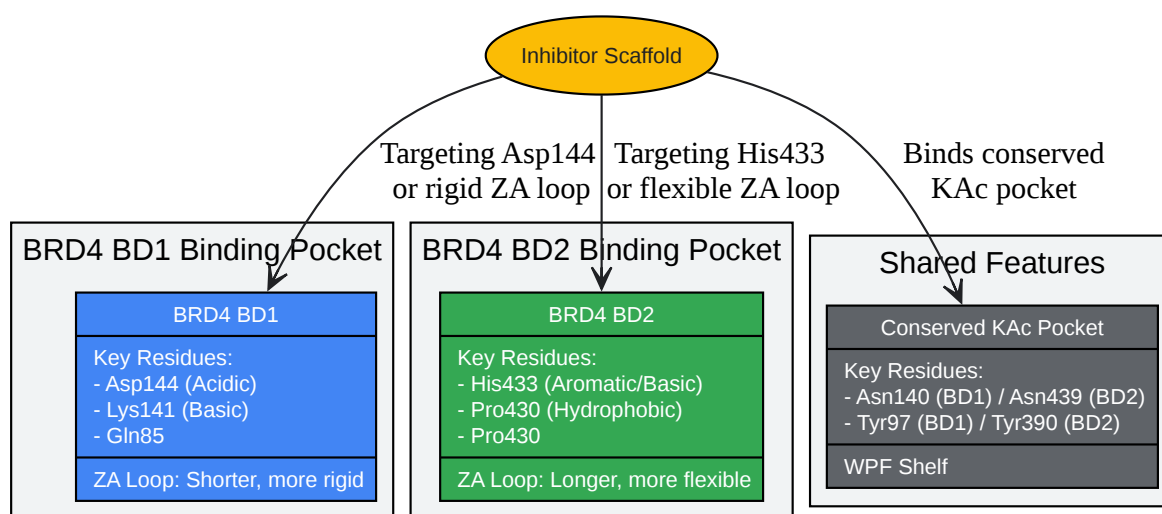 Inhibitor Scaffold
Targeting Asp144
or rigid ZA loop
Targeting His433
or flexible ZA loop
Binds conserved
KAc pocket
BRD4 BD1 Binding Pocket
BRD4 BD1
Key Residues:
- Asp144 (Acidic)
- Lys141 (Basic)
- Gln85
ZA Loop: Shorter, more rigid
BRD4 BD2 Binding Pocket
BRD4 BD2
Key Residues:
- His433 (Aromatic/Basic)
- Pro430 (Hydrophobic)
- Pro430
ZA Loop: Longer, more flexible
Shared Features
Conserved KAc Pocket
Key Residues:
- Asn140 (BD1) / Asn439 (BD2)
- Tyr97 (BD1) / Tyr390 (BD2)
WPF Shelf